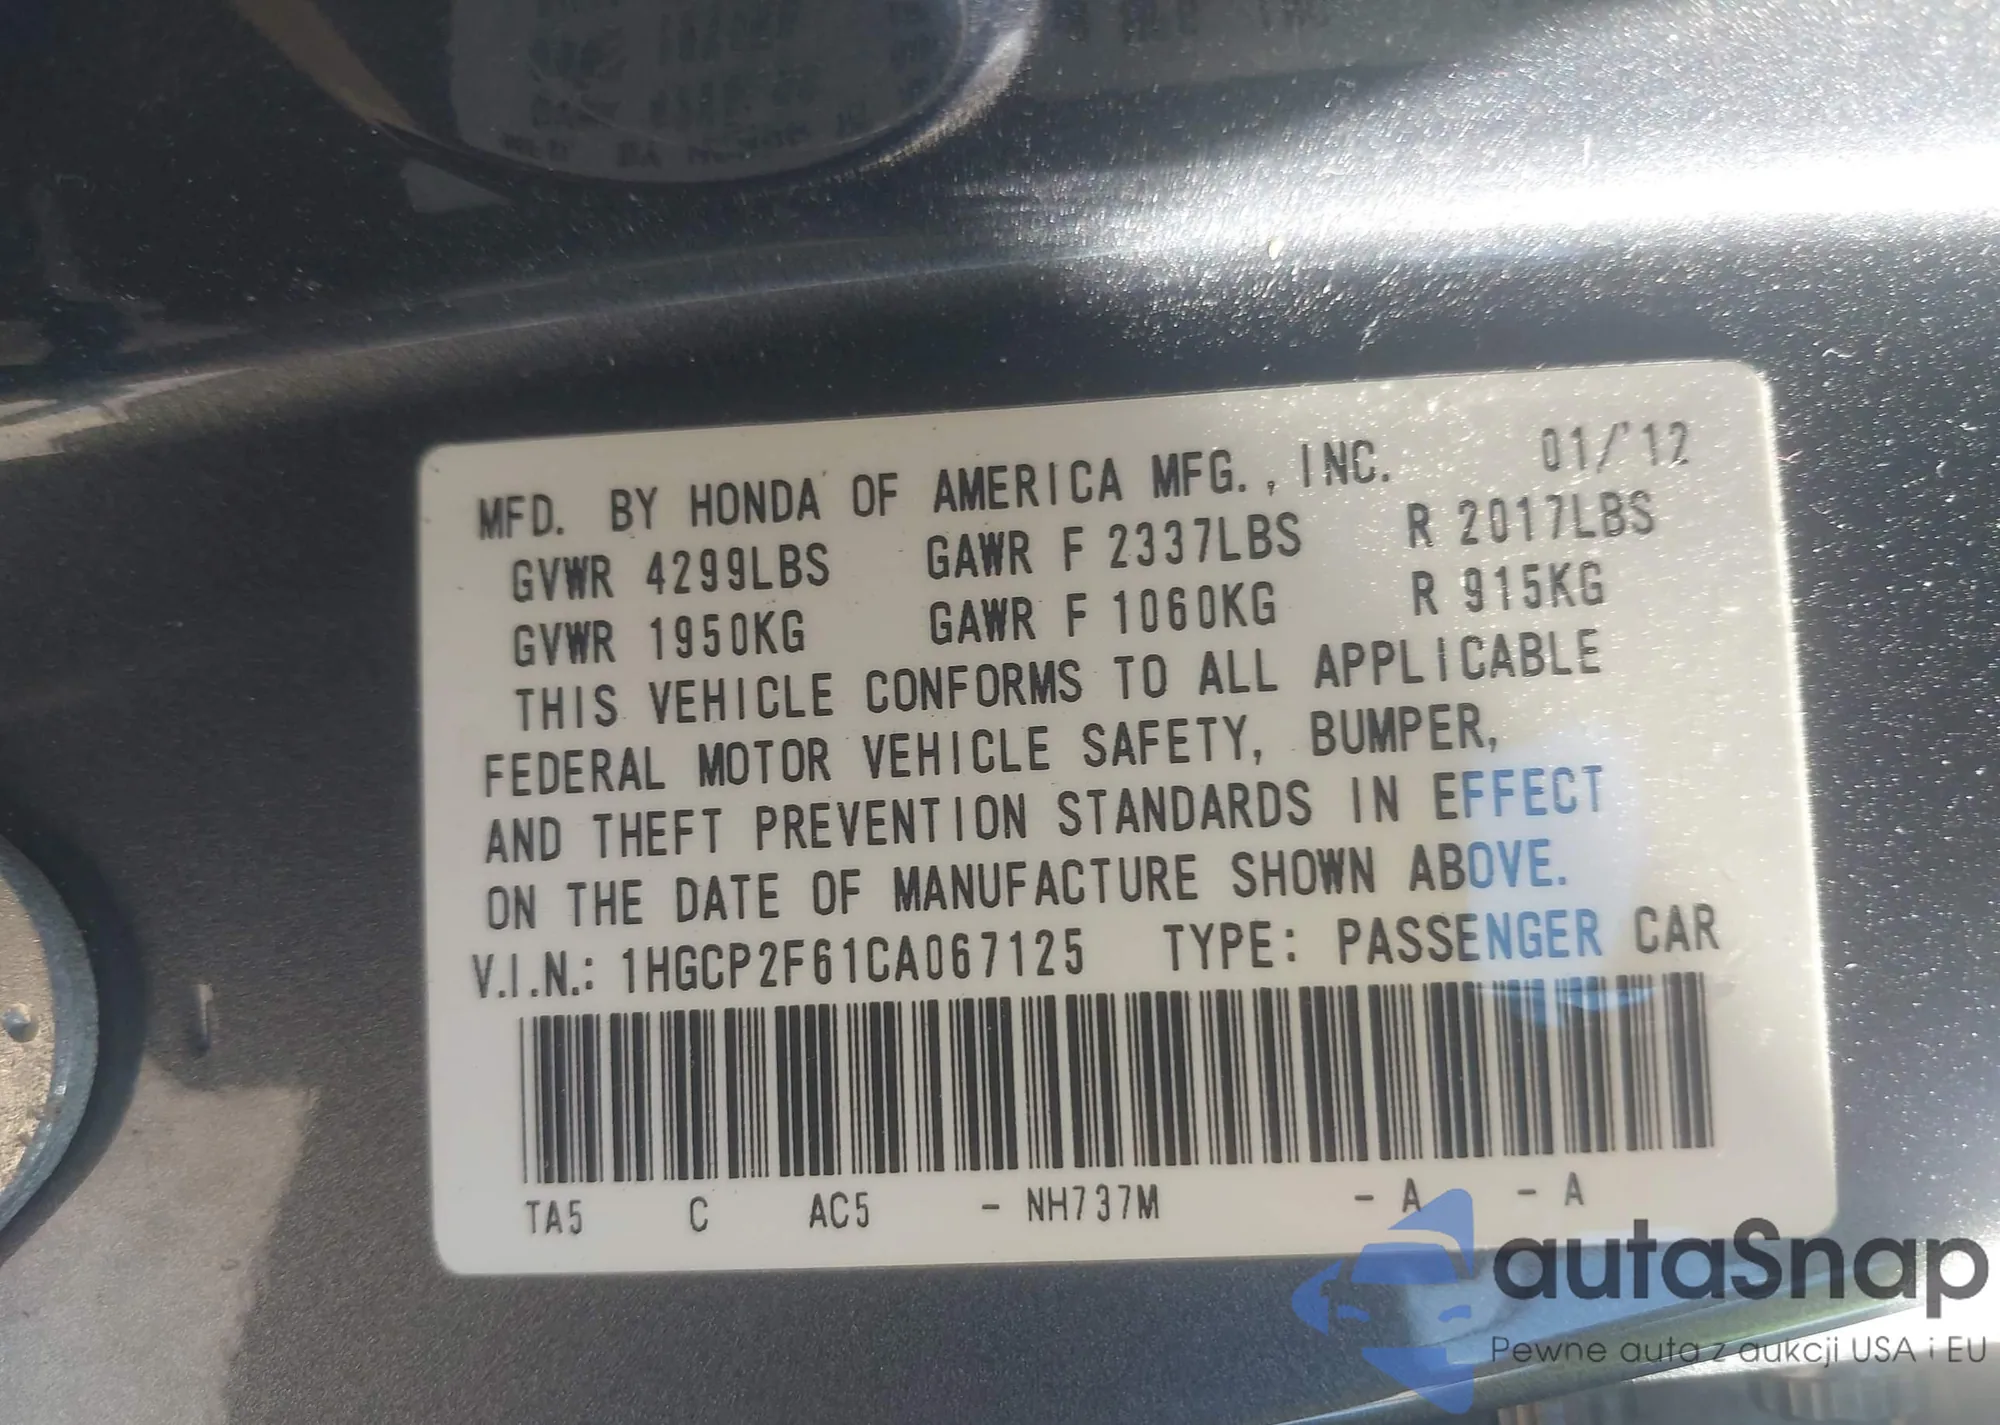 MFD. BY HONDA OF AMERICA MFG., INC. 01/'12
GVWR 4299LBS GAWR F 2337LBS R 2017LBS
GVWR 1950KG GAWR F 1060KG R 915KG
THIS VEHICLE CONFORMS TO ALL APPLICABLE
FEDERAL MOTOR VEHICLE SAFETY, BUMPER,
AND THEFT PREVENTION STANDARDS IN EFFECT
ON THE DATE OF MANUFACTURE SHOWN ABOVE.
V.I.N.: 1HGCP2F61CA067125 TYPE: PASSENGER CAR
TA5 C AC5 - NH737M - A - A
autaSnap
Pewne auta z aukcji USA i EU